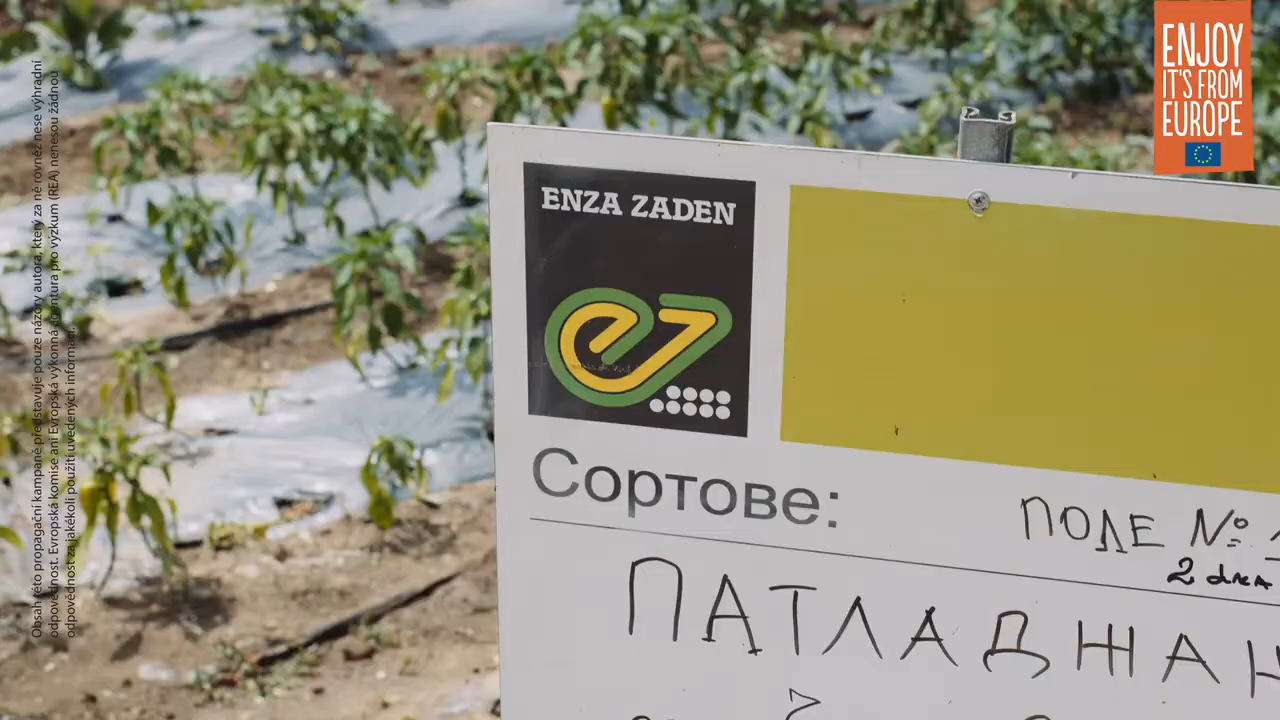 ENJOY
IT'S FROM
EUROPE
ENZA ZADEN
Сортове:
ПОЛЕ №
2 дка
ПАТЛАДЖАН
Obsah této propagační kampaně představuje pouze názory autora, který za ně rovněž nese výhradní
odpovědnost. Evropská komise ani Evropská výkonná agentura pro výzkum (REA) nenesou žádnou
odpovědnost za jakékoli použití uvedených informací.